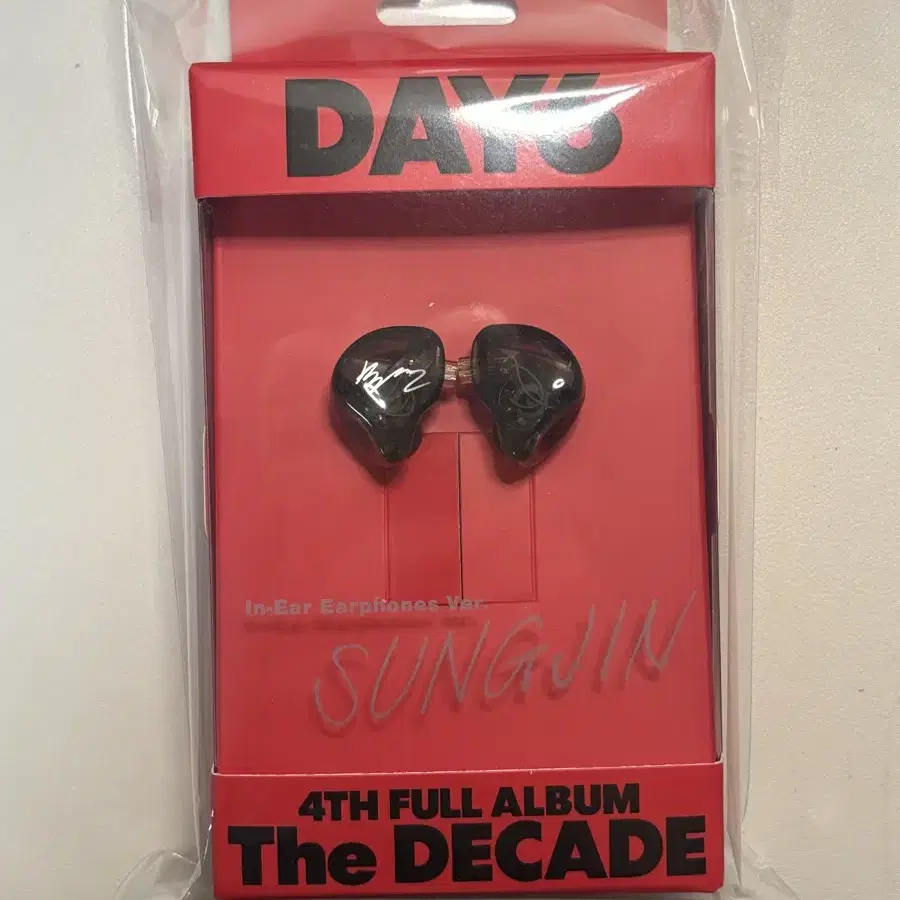 DAY6
In-Ear Earphones Ver.
SUNGJIN
4TH FULL ALBUM
The DECADE